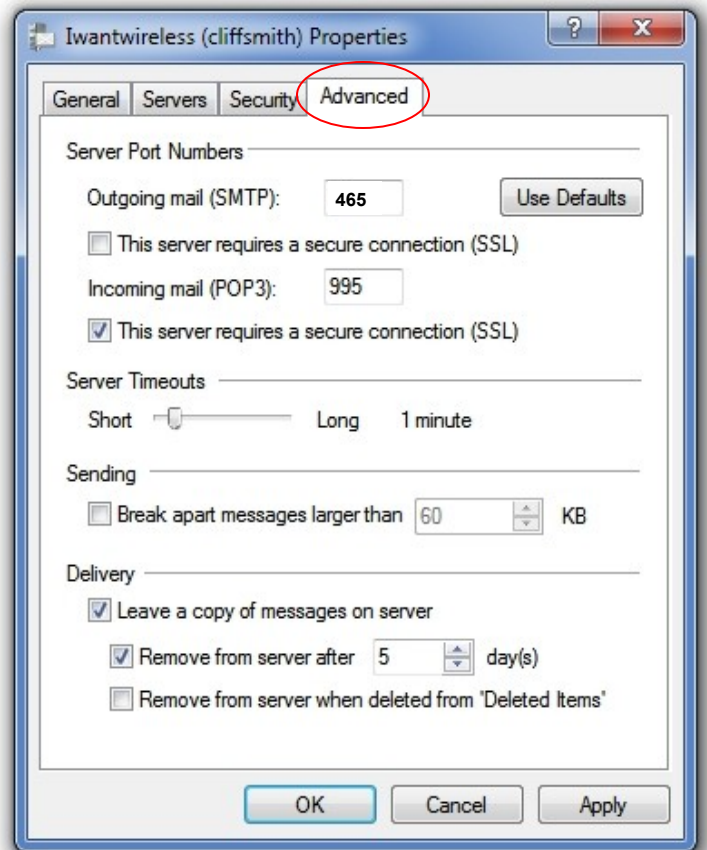 Iwantwireless (cliffsmith) Properties
General Servers Security Advanced
Server Port Numbers
Outgoing mail (SMTP): 465 Use Defaults
This server requires a secure connection (SSL)
Incoming mail (POP3): 995
This server requires a secure connection (SSL)
Server Timeouts
Short Long 1 minute
Sending
Break apart messages larger than 60 KB
Delivery
Leave a copy of messages on server
Remove from server after 5 day(s)
Remove from server when deleted from 'Deleted Items'
OK Cancel Apply